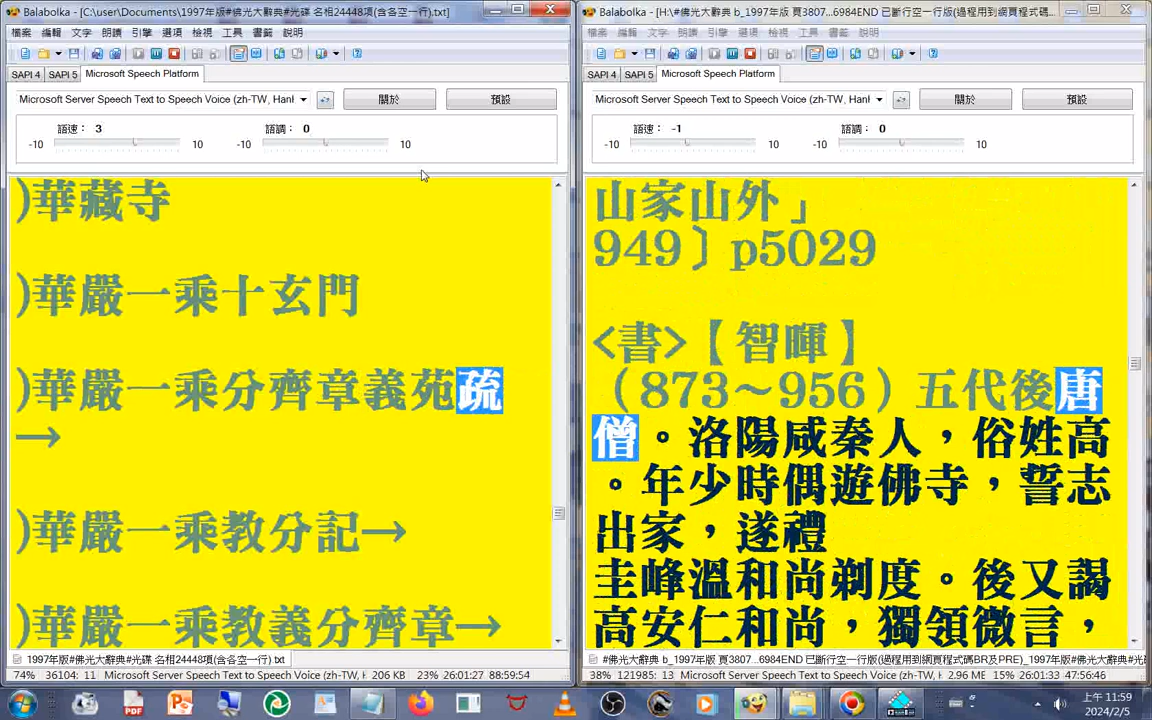 Balabolka - [C:\user\Documents\1997年版#佛光大辭典#光碟 名相24448項(含各空一行).txt]
檔案 編輯 文字 朗讀 引擎 選項 檢視 工具 書籤 說明
SAPI 4 SAPI 5 Microsoft Speech Platform
Microsoft Server Speech Text to Speech Voice (zh-TW, Hanl
關於
預設
語速： 3
語調： 0
-10 10 -10 10
)華藏寺
)華嚴一乘十玄門
)華嚴一乘分齊章義苑疏
→
)華嚴一乘教分記→
)華嚴一乘教義分齊章→
1997年版#佛光大辭典#光碟 名相24448項(含各空一行).txt
74% 36104: 11 Microsoft Server Speech Text to Speech Voice (zh-TW, H 206 KB 23% 26:01:27 88:59:54
Balabolka - [H:\#佛光大辭典 b_1997年版 頁3807...6984END 已斷行空一行版(過程用到網頁程式碼
檔案 編輯 文字 朗讀 引擎 選項 檢視 工具 書籤 說明
SAPI 4 SAPI 5 Microsoft Speech Platform
Microsoft Server Speech Text to Speech Voice (zh-TW, Hanl
關於
預設
語速： -1
語調： 0
-10 10 -10 10
山家山外」
949〕p5029
<書>【智暉】
（873～956）五代後唐
僧。洛陽咸秦人，俗姓高
。年少時偶遊佛寺，誓志
出家，遂禮
圭峰溫和尚剃度。後又謁
高安仁和尚，獨領微言，
#佛光大辭典 b_1997年版 頁3807...6984END 已斷行空一行版(過程用到網頁程式碼BR及PRE)_1997年版#光
38% 121985: 13 Microsoft Server Speech Text to Speech Voice (zh-TW, H 2.96 ME 15% 26:01:33 47:56:46
上午 11:59
2024/2/5